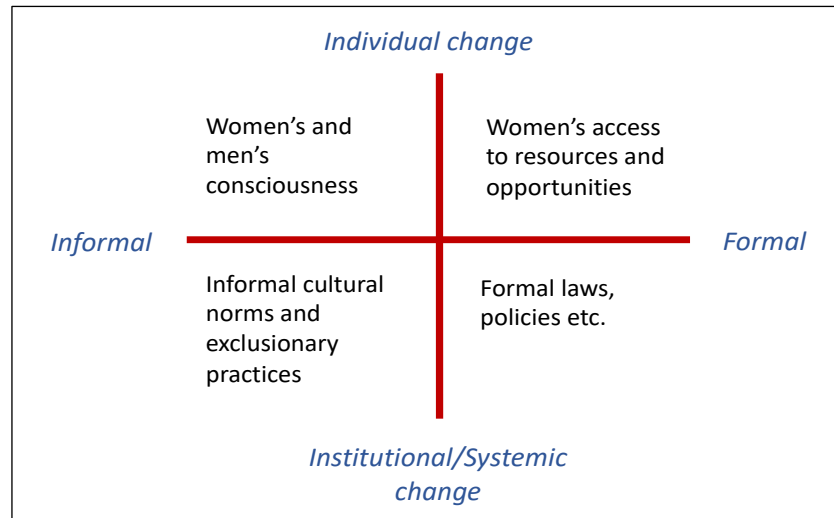 Individual change
Women's and
men's
consciousness
Women's access
to resources and
opportunities
Informal
Formal
Informal cultural
norms and
exclusionary
practices
Formal laws,
policies etc.
Institutional/Systemic
change